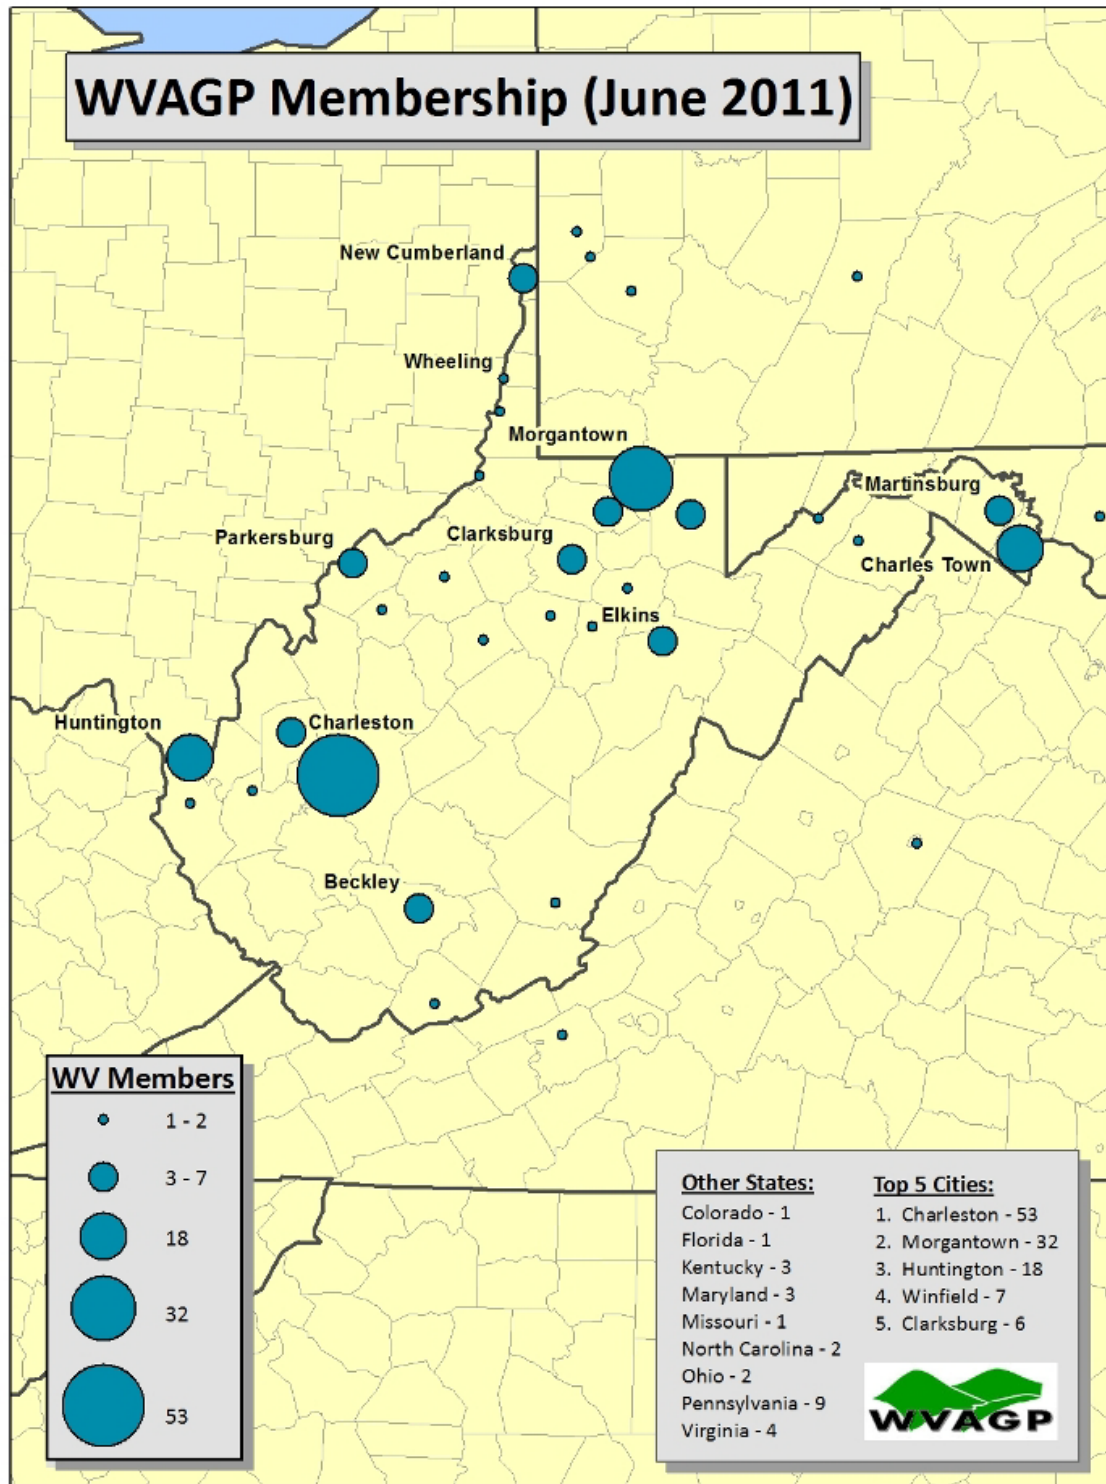 WVAGP Membership (June 2011)
New Cumberland
Wheeling
Morgantown
Martinsburg
Parkersburg
Clarksburg
Charles Town
Elkins
Huntington
Charleston
Beckley
WV Members
1 - 2
3 - 7
18
32
53
Other States:
Colorado - 1
Florida - 1
Kentucky - 3
Maryland - 3
Missouri - 1
North Carolina - 2
Ohio - 2
Pennsylvania - 9
Virginia - 4
Top 5 Cities:
1. Charleston - 53
2. Morgantown - 32
3. Huntington - 18
4. Winfield - 7
5. Clarksburg - 6
WVAGP